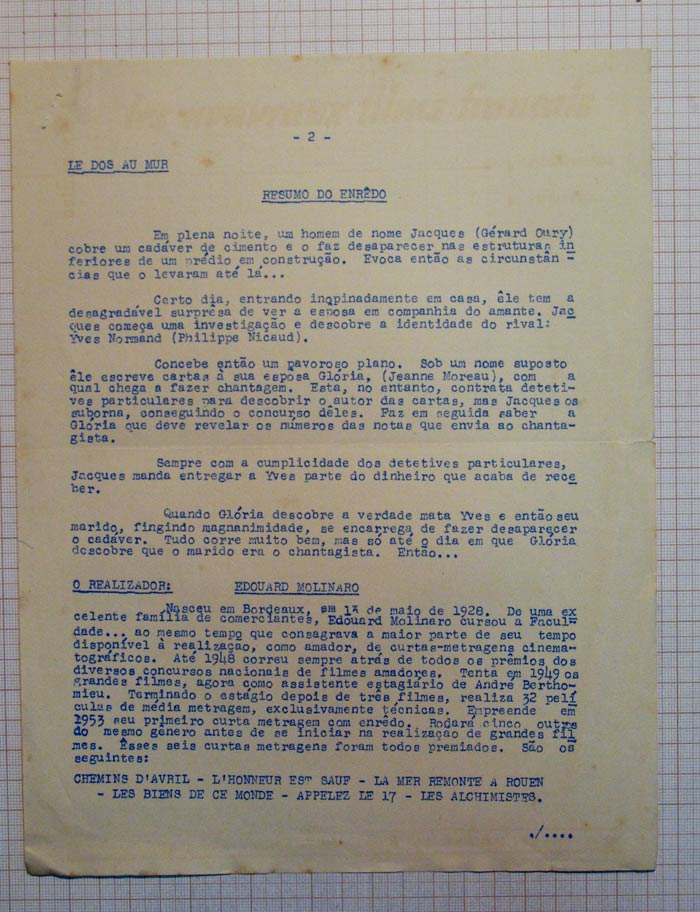 - 2 -
LE DOS AU MUR
RESUMO DO ENRÊDO
Em plena noite, um homem de nome Jacques (Gérard Oury)
cobre um cadáver de cimento e o faz desaparecer nas estruturas in
feriores de um prédio em construção. Evoca então as circunstân -
cias que o levaram até lá...
Certo dia, entrando inopinadamente em casa, êle tem a
desagradável surprêsa de ver a esposa em companhia do amante. Jac
ques começa uma investigação e descobre a identidade do rival:
Yves Normand (Philippe Nicaud).
Concebe então um pavoroso plano. Sob um nome suposto
êle escreve cartas à sua esposa Glória, (Jeanne Moreau), com a
qual chega a fazer chantagem. Esta, no entanto, contrata deteti-
ves particulares para descobrir o autor das cartas, mas Jacques os
suborna, conseguindo o concurso dêles. Faz em seguida saber a
Glória que deve revelar os números das notas que envia ao chanta-
gista.
Sempre com a cumplicidade dos detetives particulares,
Jacques manda entregar a Yves parte do dinheiro que acaba de rece
ber.
Quando Glória descobre a verdade mata Yves e então seu
marido, fingindo magnanimidade, se encarrega de fazer desaparecer
o cadáver. Tudo corre muito bem, mas só até o dia em que Glória
descobre que o marido era o chantagista. Então...
O REALIZADOR: EDOUARD MOLINARO
Nasceu em Bordeaux, em 13 de maio de 1928. De uma ex
celente família de comerciantes, Edouard Molinaro cursou a Facul-
dade... ao mesmo tempo que consagrava a maior parte de seu tempo
disponível à realização, como amador, de curtas-metragens cinema-
tográficos. Até 1948 correu sempre atrás de todos os prêmios dos
diversos concursos nacionais de filmes amadores. Tenta em 1949 os
grandes filmes, agora como assistente estagiário de André Bertho-
mieu. Terminado o estágio depois de três filmes, realiza 32 pelí
culas de média metragem, exclusivamente técnicas. Empreende em
1953 seu primeiro curta metragem com enrêdo. Rodará cinco outros
do mesmo gênero antes de se iniciar na realização de grandes fil
mes. Êsses seis curtas metragens foram todos premiados. São os
seguintes:
CHEMINS D'AVRIL - L'HONNEUR EST SAUF - LA MER REMONTE A ROUEN
- LES BIENS DE CE MONDE - APPELEZ LE 17 - LES ALCHIMISTES.
./....